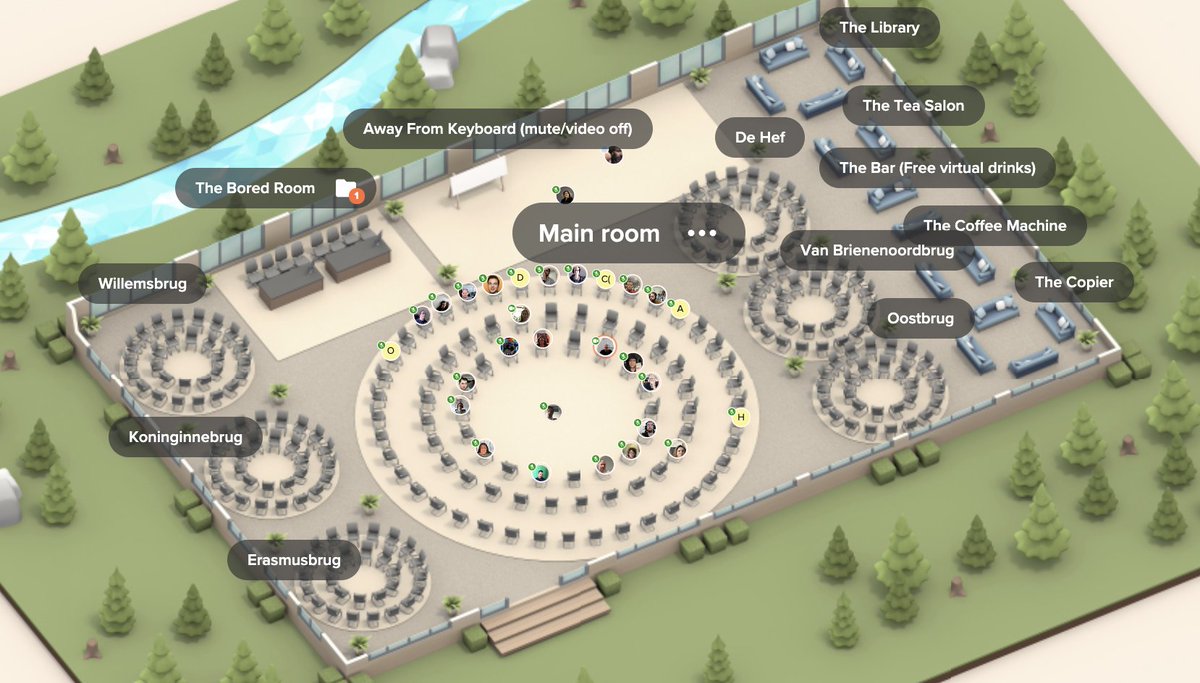 The Library
The Tea Salon
Away From Keyboard (mute/video off)
De Hef
The Bar (Free virtual drinks)
The Bored Room
1
The Coffee Machine
Main room
Van Brienenoordbrug
Willemsbrug
The Copier
D
C(
A
Oostbrug
O
H
Koninginnebrug
Erasmusbrug